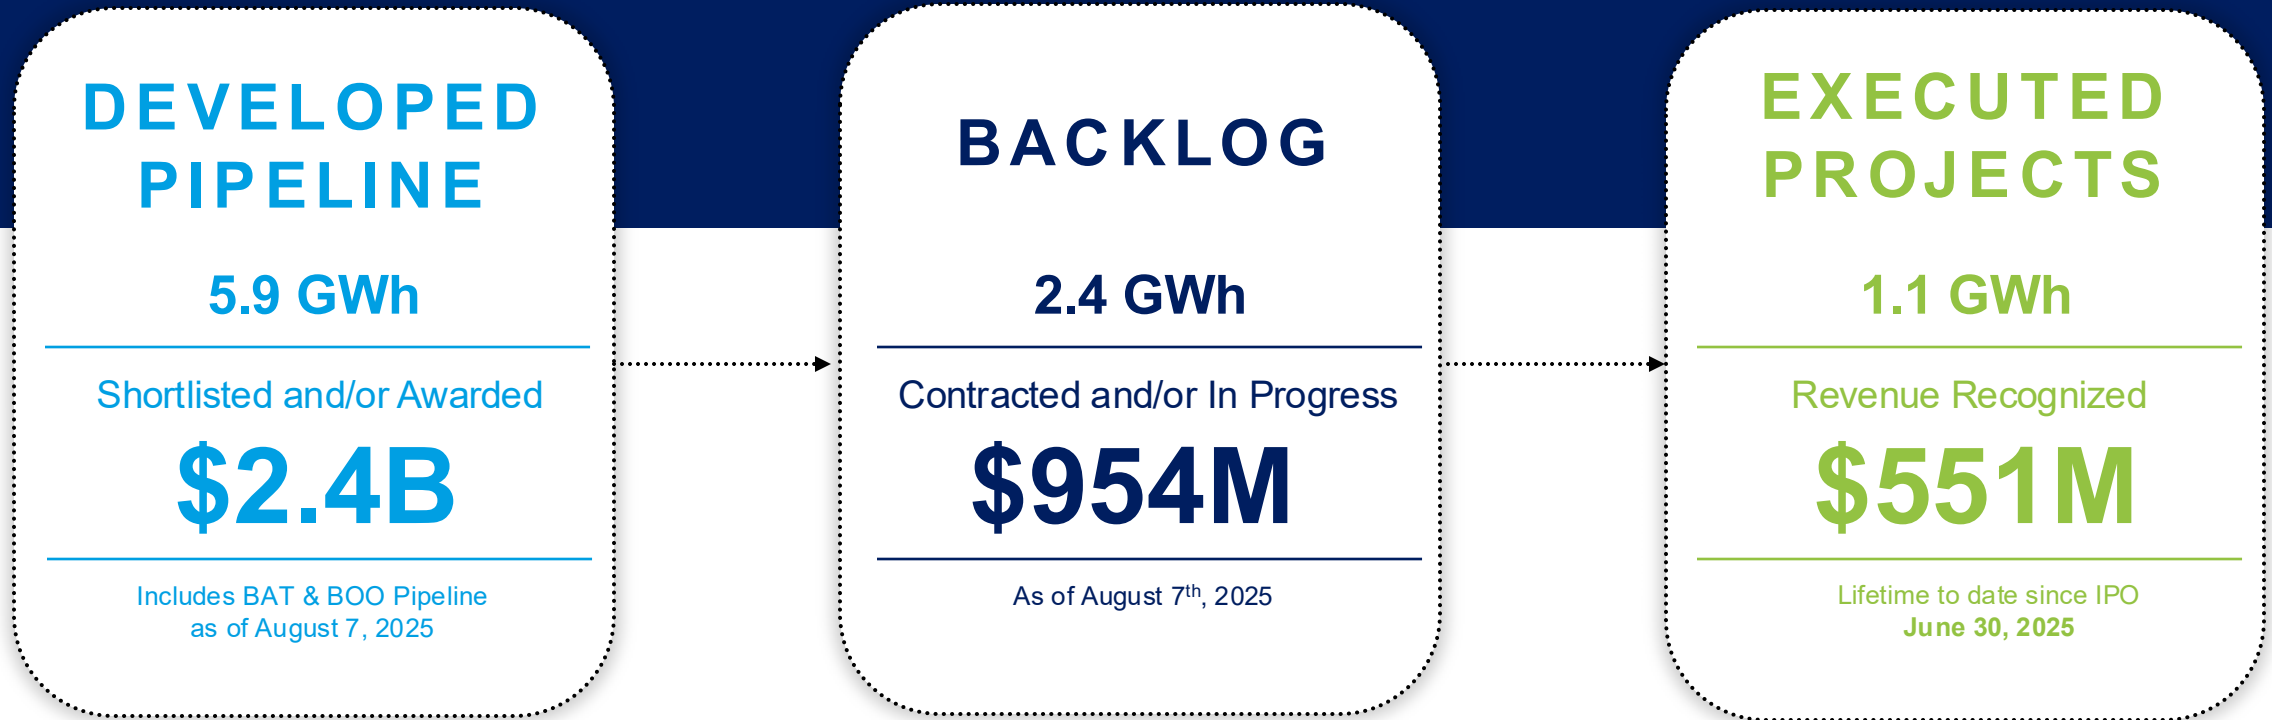 DEVELOPED
PIPELINE
5.9 GWh
Shortlisted and/or Awarded
$2.4B
Includes BAT & BOO Pipeline
as of August 7, 2025
BACKLOG
2.4 GWh
Contracted and/or In Progress
$954M
As of August 7th, 2025
EXECUTED
PROJECTS
1.1 GWh
Revenue Recognized
$551M
Lifetime to date since IPO
June 30, 2025